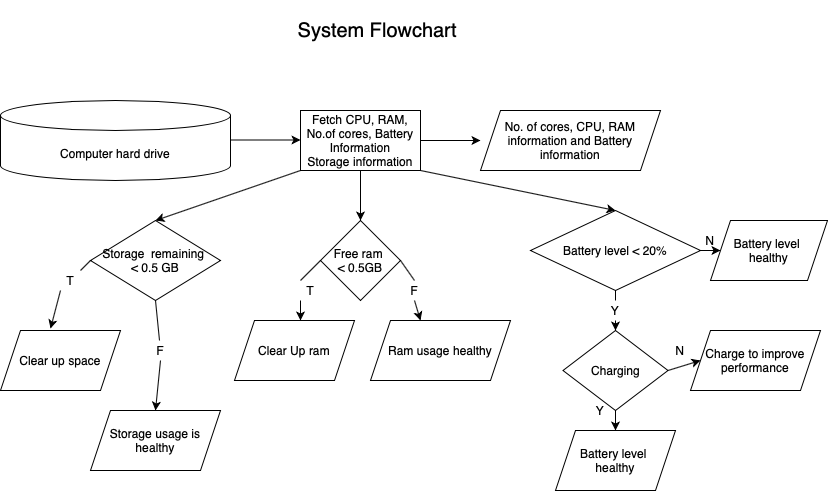 System Flowchart
Computer hard drive
Fetch CPU, RAM,
No.of cores, Battery
Information
Storage information
No. of cores, CPU, RAM
information and Battery
information
Storage  remaining
< 0.5 GB
T
F
Clear up space
Storage usage is
healthy
Free ram
<0.5GB
T
F
Clear Up ram
Ram usage healthy
Battery level < 20%
N
Battery level
healthy
Y
Charging
N
Charge to improve
performance
Y
Battery level
healthy